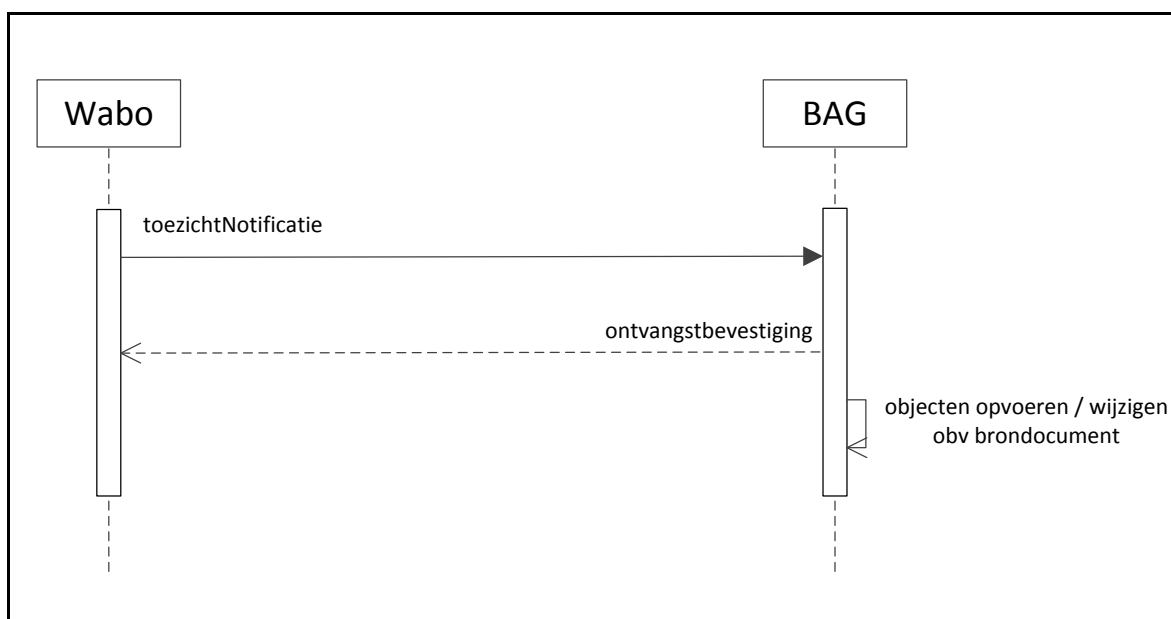 Wabo
BAG
toezichtNotificatie
ontvangstbevestiging
objecten opvoeren / wijzigen
obv brondocument